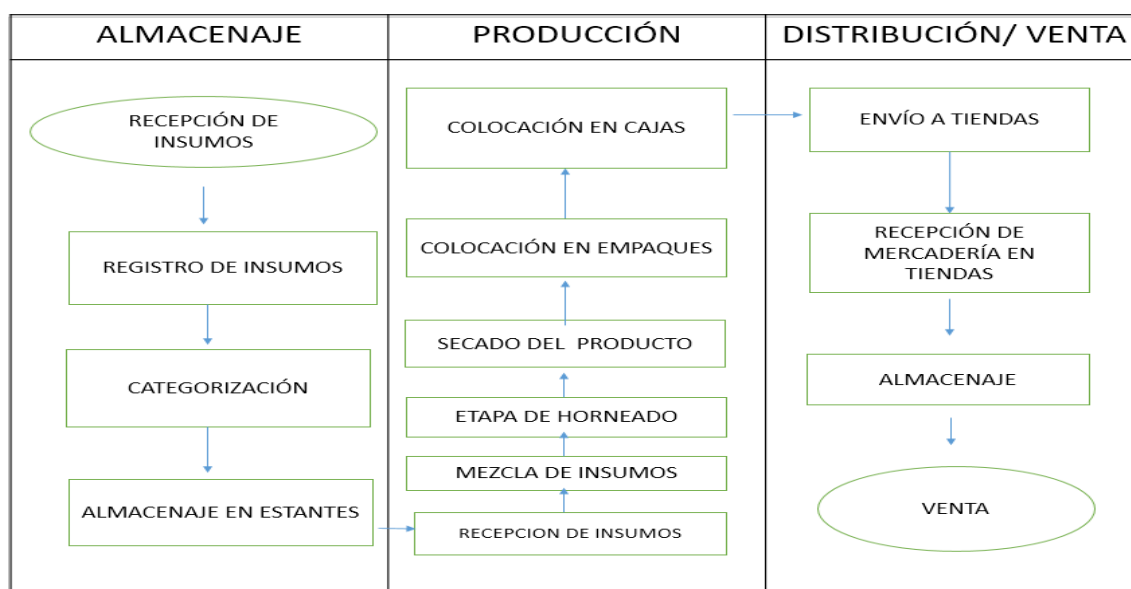 ALMACENAJE
PRODUCCIÓN
DISTRIBUCIÓN/ VENTA
RECEPCIÓN DE
INSUMOS
REGISTRO DE INSUMOS
CATEGORIZACIÓN
ALMACENAJE EN ESTANTES
COLOCACIÓN EN CAJAS
COLOCACIÓN EN EMPAQUES
SECADO DEL PRODUCTO
ETAPA DE HORNEADO
MEZCLA DE INSUMOS
RECEPCION DE INSUMOS
ENVÍO A TIENDAS
RECEPCIÓN DE
MERCADERÍA EN
TIENDAS
ALMACENAJE
VENTA